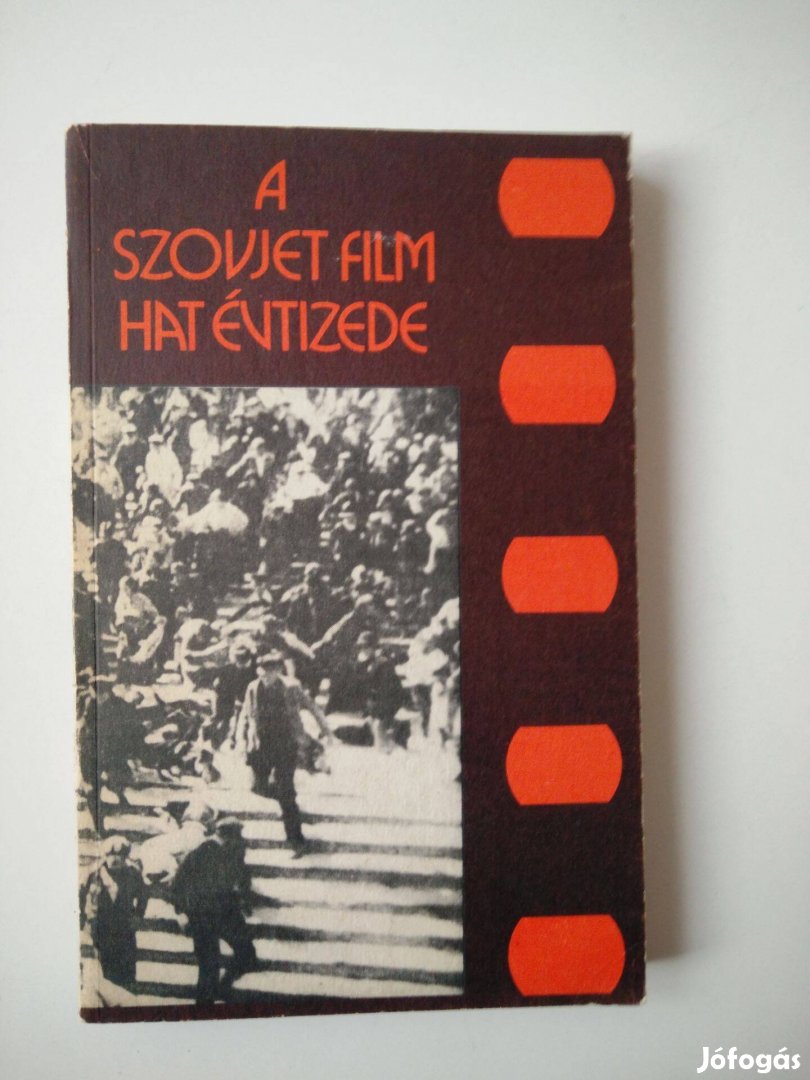 A
SZOVJET FILM
HAT ÉVTIZEDE
Jófogás